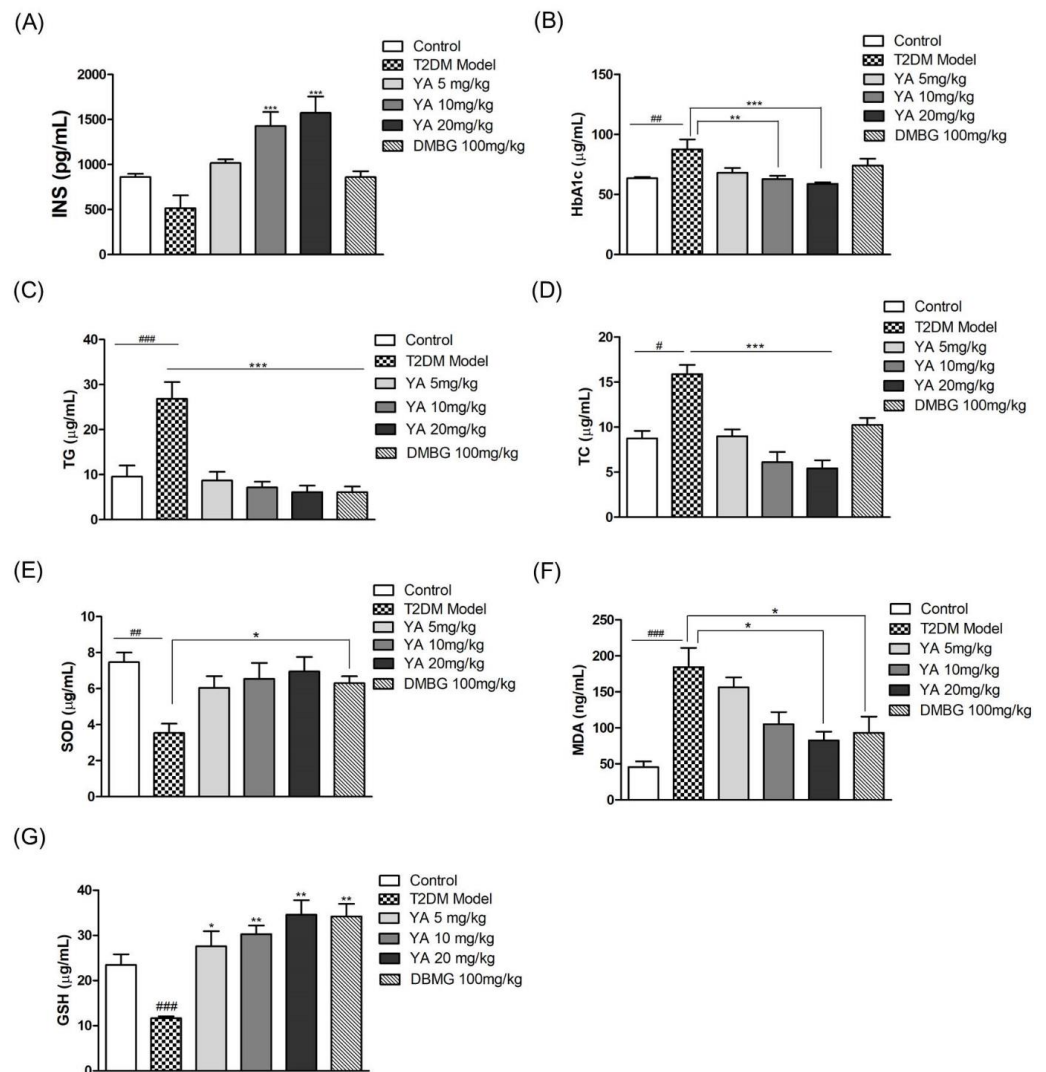 (A)
Control
T2DM Model
YA 5 mg/kg
YA 10mg/kg
YA 20mg/kg
DMBG 100mg/kg
2000
1500
1000
500
0
INS (pg/mL)
***
***
(B)
Control
T2DM Model
YA 5mg/kg
YA 10mg/kg
YA 20mg/kg
DMBG 100mg/kg
150
100
50
0
HbA1c (μg/mL)
##
***
**
(C)
Control
T2DM Model
YA 5mg/kg
YA 10mg/kg
YA 20mg/kg
DMBG 100mg/kg
40
30
20
10
0
TG (μg/mL)
###
***
(D)
Control
T2DM Model
YA 5mg/kg
YA 10mg/kg
YA 20mg/kg
DMBG 100mg/kg
20
15
10
5
0
TC (μg/mL)
#
***
(E)
Control
T2DM Model
YA 5mg/kg
YA 10mg/kg
YA 20mg/kg
DMBG 100mg/kg
8
6
4
2
0
SOD (μg/mL)
##
*
(F)
Control
T2DM Model
YA 5mg/kg
YA 10mg/kg
YA 20mg/kg
DMBG 100mg/kg
250
200
150
100
50
0
MDA (ng/mL)
###
*
*
(G)
Control
T2DM Model
YA 5 mg/kg
YA 10 mg/kg
YA 20 mg/kg
DBMG 100mg/kg
40
30
20
10
0
GSH (μg/mL)
###
*
**
**
**